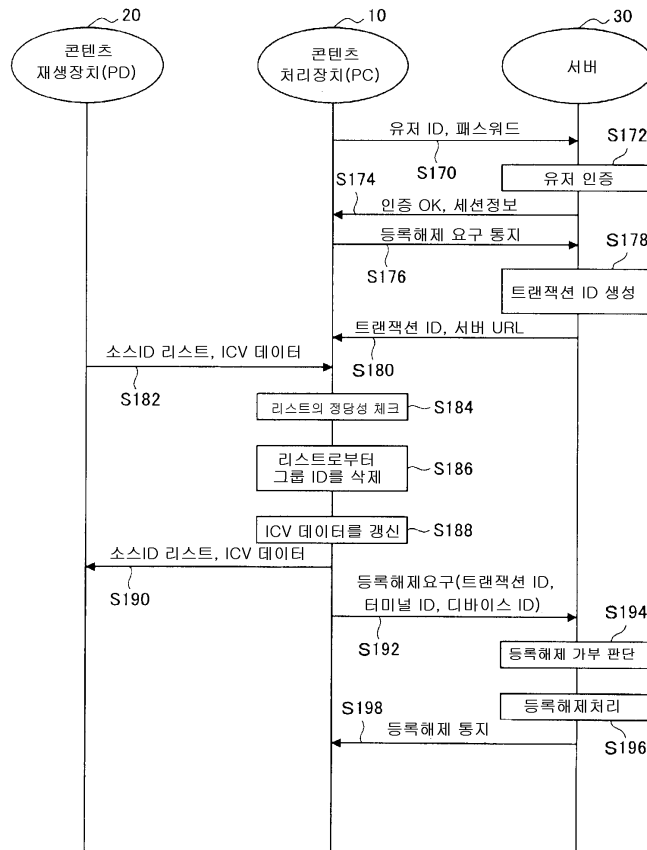 20
10
30
콘텐츠
재생장치(PD)
콘텐츠
처리장치(PC)
서버
유저 ID, 패스워드
S170
S172
유저 인증
S174
인증 OK, 세션정보
등록해제 요구 통지
S176
S178
트랜잭션 ID 생성
트랜잭션 ID, 서버 URL
S180
소스ID 리스트, ICV 데이터
S182
리스트의 정당성 체크
S184
리스트로부터
그룹 ID를 삭제
S186
ICV 데이터를 갱신
S188
소스ID 리스트, ICV 데이터
S190
등록해제요구(트랜잭션 ID,
터미널 ID, 디바이스 ID)
S192
S194
등록해제 가부 판단
등록해제처리
S196
S198
등록해제 통지